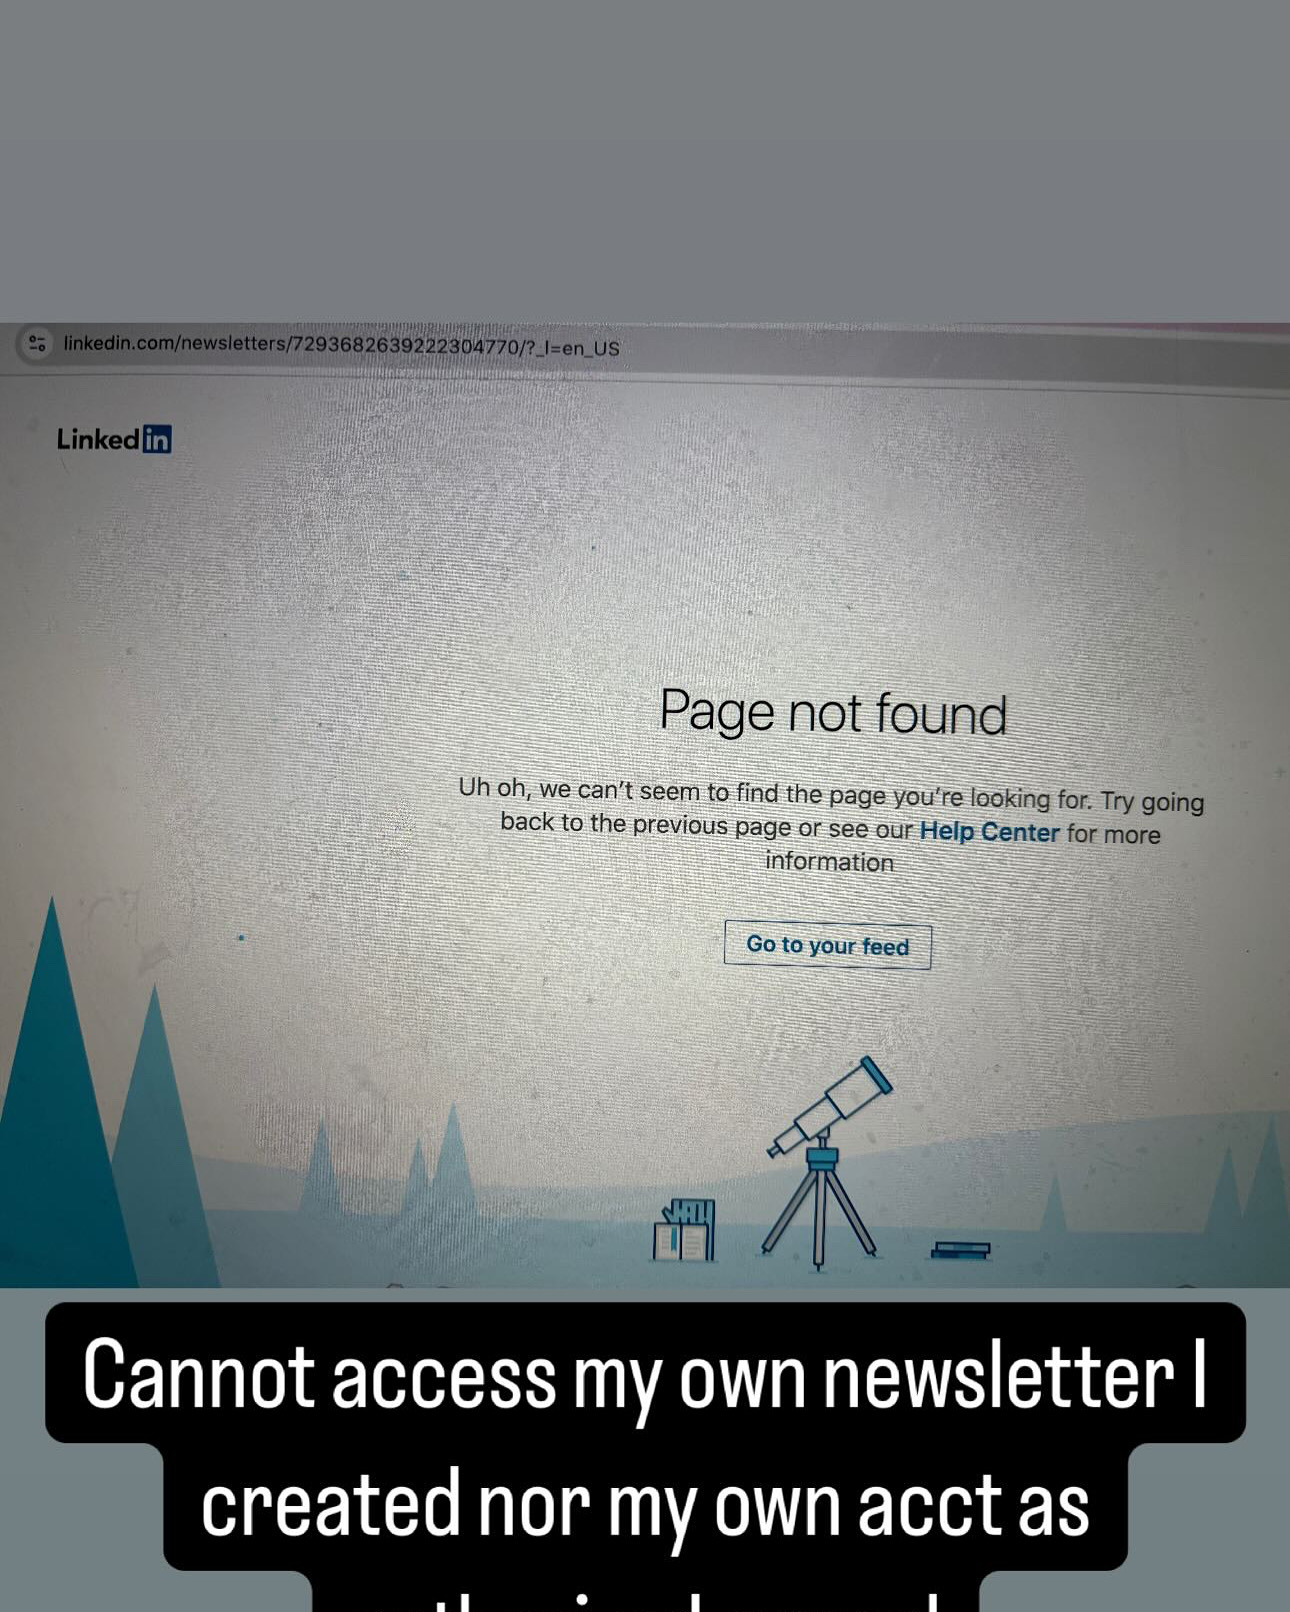 linkedin.com/newsletters/7293682639222304770/?_l=en_US
Linkedin
Page not found
Uh oh, we can't seem to find the page you're looking for. Try going
back to the previous page or see our Help Center for more
information
Go to your feed
Cannot access my own newsletter I
created nor my own acct as